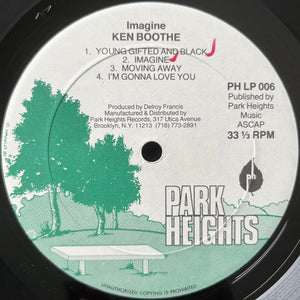 Imagine
KEN BOOTHE
1. YOUNG GIFTED AND BLACK
2. IMAGINE
3. MOVING AWAY
4. I'M GONNA LOVE YOU
PH LP 006
Published by
Park Heights
Music
ASCAP
33 ⅓ RPM
Produced by Delroy Francis
Manufactured & Distributed by
Park Heights Records, 317 Utica Avenue
Brooklyn, N.Y. 11213 (718) 773-2891
ph
PARK
HEIGHTS
UNAUTHORIZED COPYING IS PROHIBITED